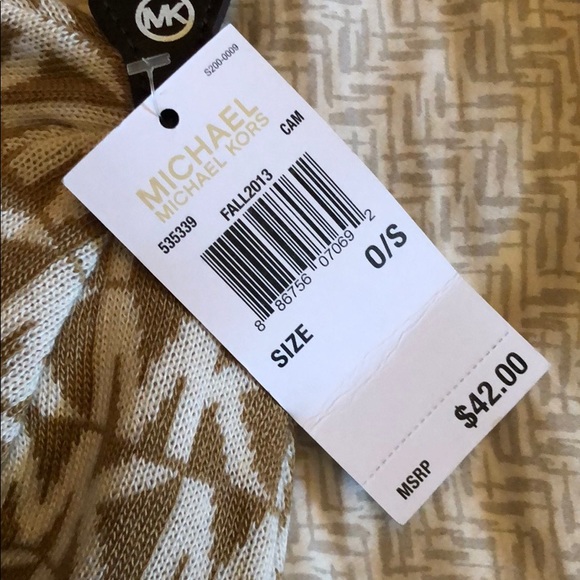 MK
S200-0009
MICHAEL
MICHAEL KORS
535339 FALL2013 CAM
8 86756 07069 2
SIZE O/S
MSRP $42.00